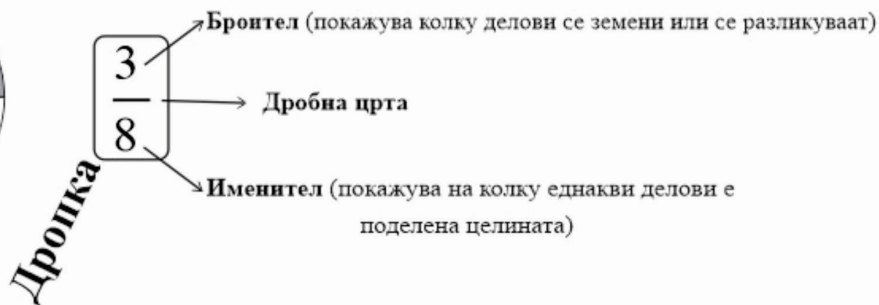 Броител (покажува колку делови се земени или се разликуваат)
3
Дробна црта
8
Именител (покажува на колку еднакви делови е
поделена целината)
Дропка